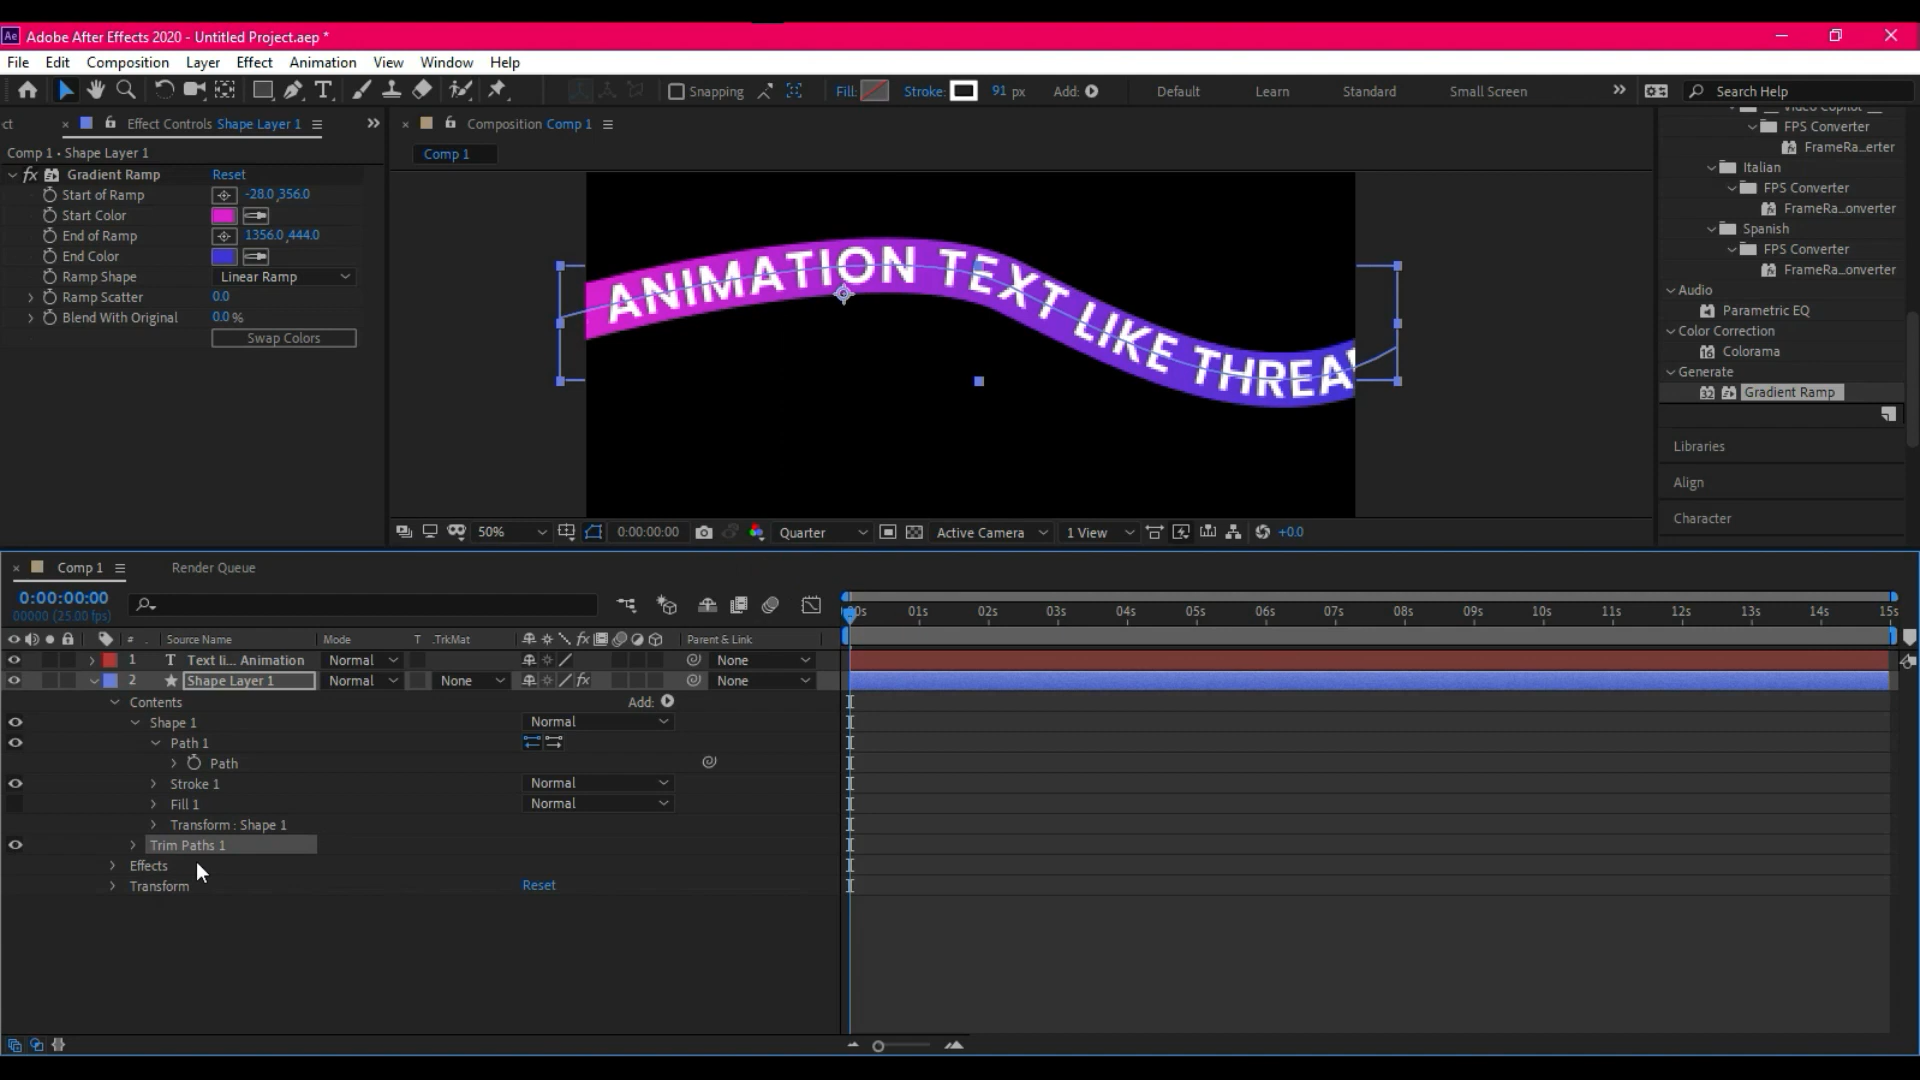 Ae Adobe After Effects 2020 - Untitled Project.aep *
File Edit Composition Layer Effect Animation View Window Help
Snapping Fill: Stroke: 91 px Add: Default Learn Standard Small Screen Search Help
ct Effect Controls Shape Layer 1
Comp 1 • Shape Layer 1
fx Gradient Ramp Reset
Start of Ramp -28.0,356.0
Start Color
End of Ramp 1356.0,444.0
End Color
Ramp Shape Linear Ramp
Ramp Scatter 0.0
Blend With Original 0.0 %
Swap Colors
Composition Comp 1
Comp 1
ANIMATION TEXT LIKE THREA
50% 0:00:00:00 Quarter Active Camera 1 View +0.0
Video Copilot
FPS Converter
FrameRa...erter
Italian
FPS Converter
FrameRa...onverter
Spanish
FPS Converter
FrameRa...onverter
Audio
Parametric EQ
Color Correction
16 Colorama
Generate
32 Gradient Ramp
Libraries
Align
Character
Comp 1 Render Queue
0:00:00:00
00000 (25.00 fps)
00s 01s 02s 03s 04s 05s 06s 07s 08s 09s 10s 11s 12s 13s 14s 15s
# Source Name Mode T .TrkMat fx Parent & Link
1 T Text li... Animation Normal None
2 Shape Layer 1 Normal None fx None
Contents Add:
Shape 1 Normal
Path 1
Path
Stroke 1 Normal
Fill 1 Normal
Transform : Shape 1
Trim Paths 1
Effects
Transform Reset